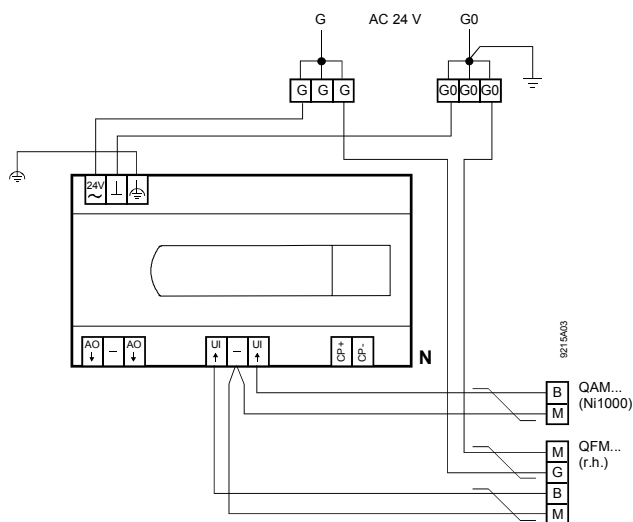 G AC 24 V G0
G G G G0 G0 G0
24V ~ ⊥
AO ↓ – AO ↓ UI ↑ – UI ↑ CP+ CP-
N
9215A03
B QAM...
M (Ni1000)
M QFM...
G (r.h.)
B
M